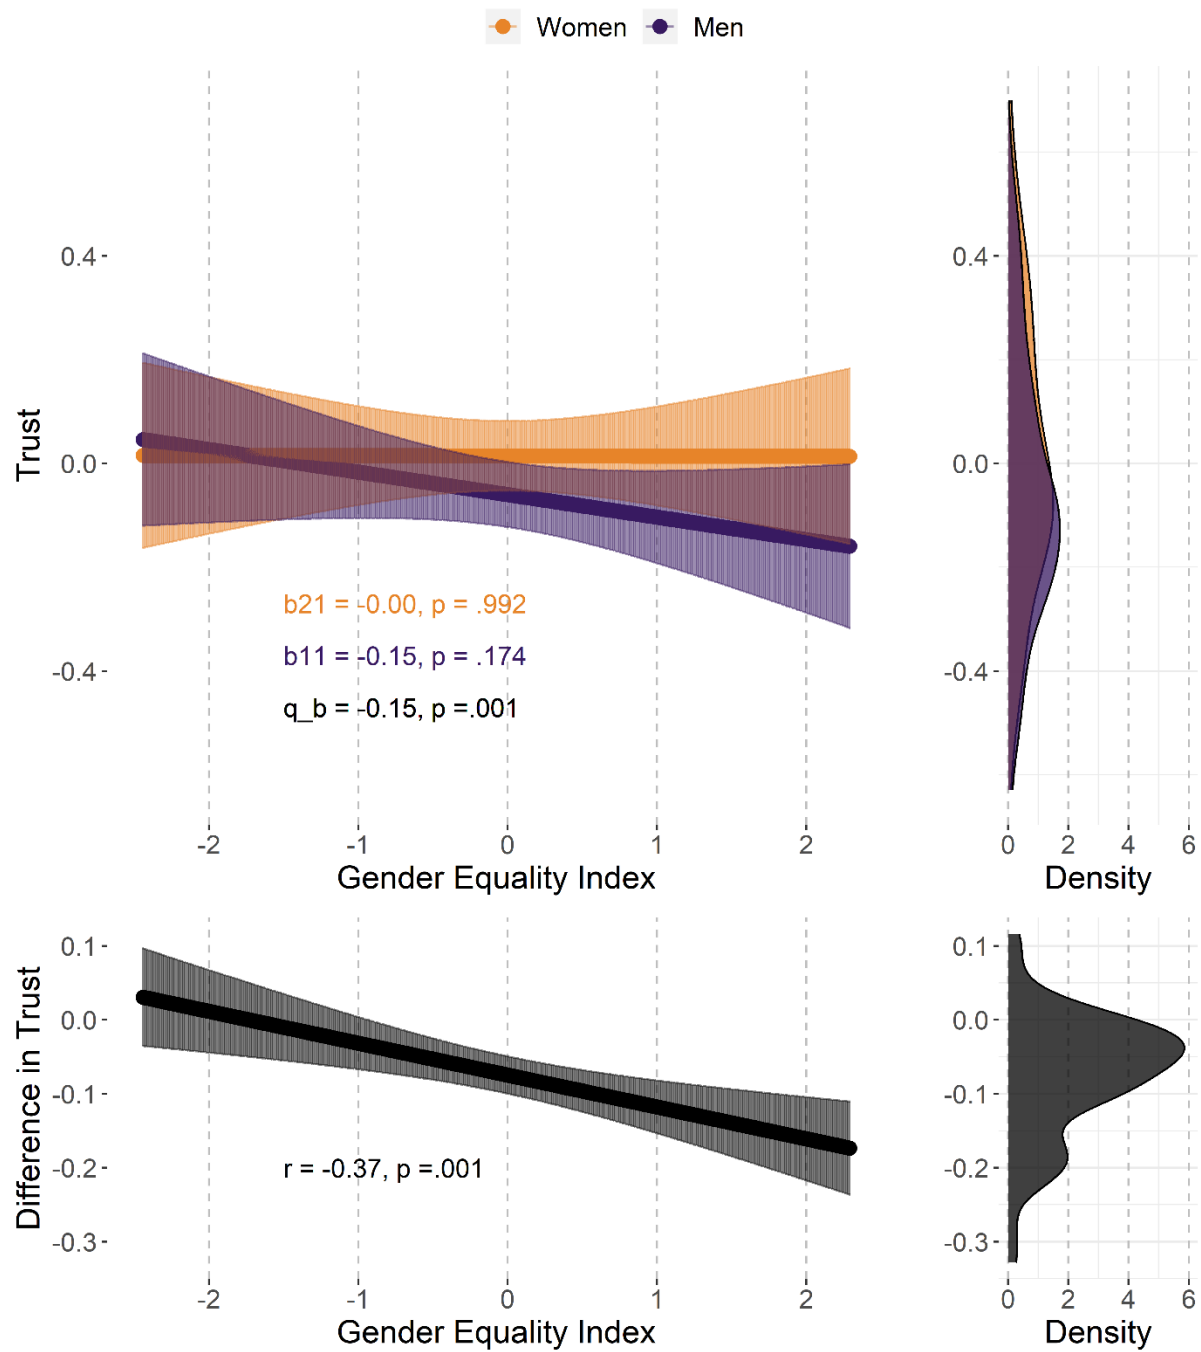 Women Men
Trust
0.4
0.0
-0.4
b21 = -0.00, p = .992
b11 = -0.15, p = .174
q_b = -0.15, p =.001
-2 -1 0 1 2
Gender Equality Index
0.4
0.0
-0.4
0 2 4 6
Density
Difference in Trust
0.1
0.0
-0.1
-0.2
-0.3
r = -0.37, p =.001
-2 -1 0 1 2
Gender Equality Index
0.1
0.0
-0.1
-0.2
-0.3
0 2 4 6
Density